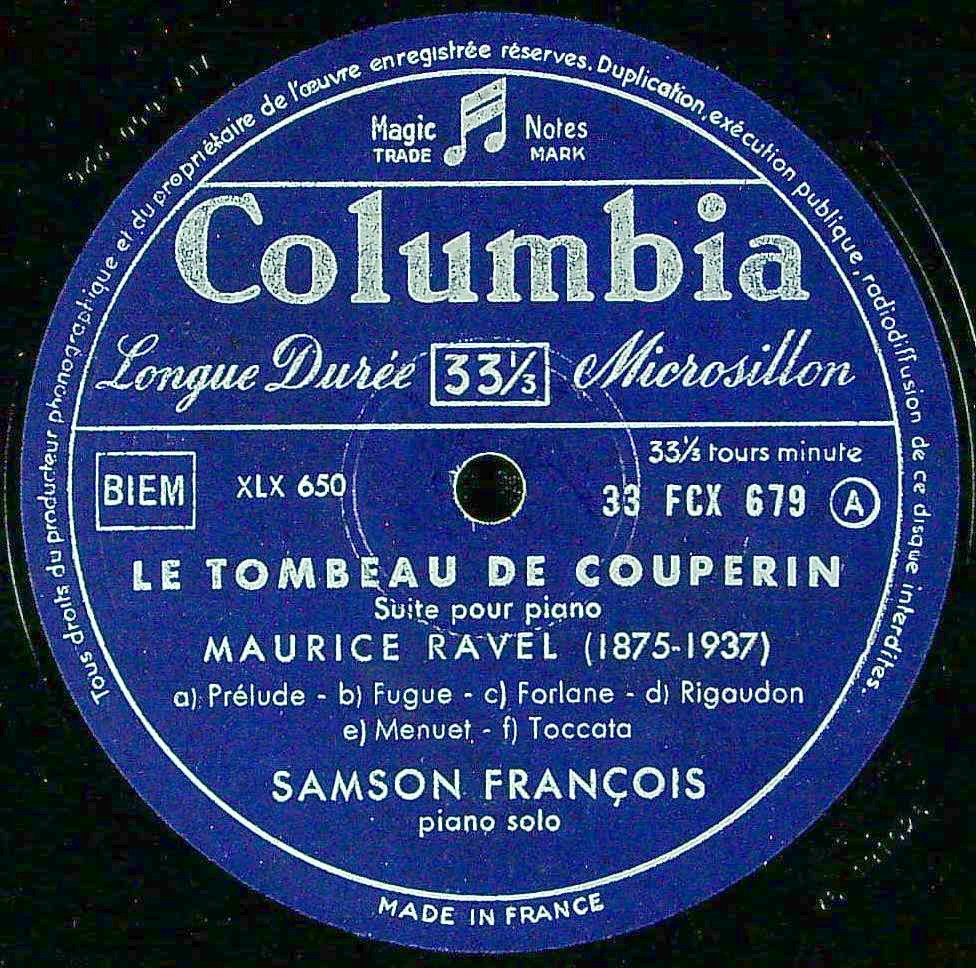 Tous droits du producteur phonographique et du propriétaire de l'œuvre enregistrée réservés. Duplication, exécution publique, radiodiffusion de ce disque interdites.
Magic Notes
TRADE MARK
Columbia
Longue Durée 33⅓ Microsillon
33⅓ tours minute
BIEM XLX 650 33 FCX 679 A
LE TOMBEAU DE COUPERIN
Suite pour piano
MAURICE RAVEL (1875-1937)
a) Prélude - b) Fugue - c) Forlane - d) Rigaudon
e) Menuet - f) Toccata
SAMSON FRANÇOIS
piano solo
MADE IN FRANCE